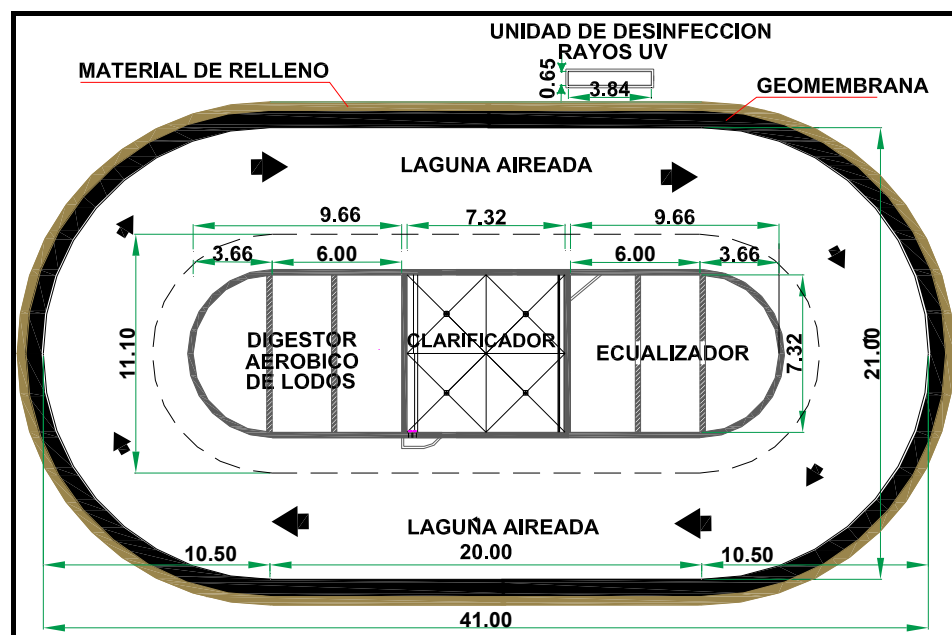 UNIDAD DE DESINFECCION
RAYOS UV
MATERIAL DE RELLENO
0.65
3.84
GEOMEMBRANA
LAGUNA AIREADA
9.66
7.32
9.66
3.66
6.00
6.00
3.66
11.10
DIGESTOR
AEROBICO
DE LODOS
CLARIFICADOR
ECUALIZADOR
7.32
21.00
LAGUNA AIREADA
10.50
20.00
10.50
41.00